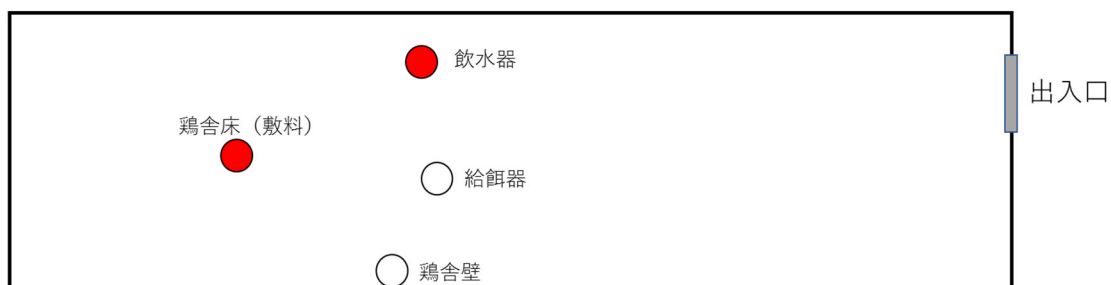 飲水器
出入口
鶏舎床（敷料）
給餌器
鶏舎壁